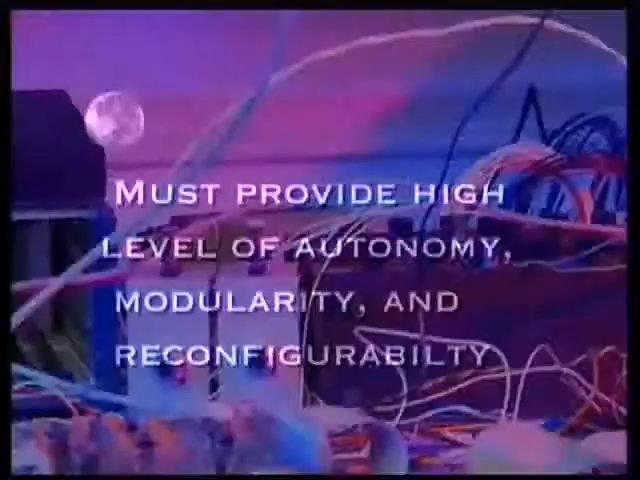 MUST PROVIDE HIGH
LEVEL OF AUTONOMY,
MODULARITY, AND
RECONFIGURABILTY